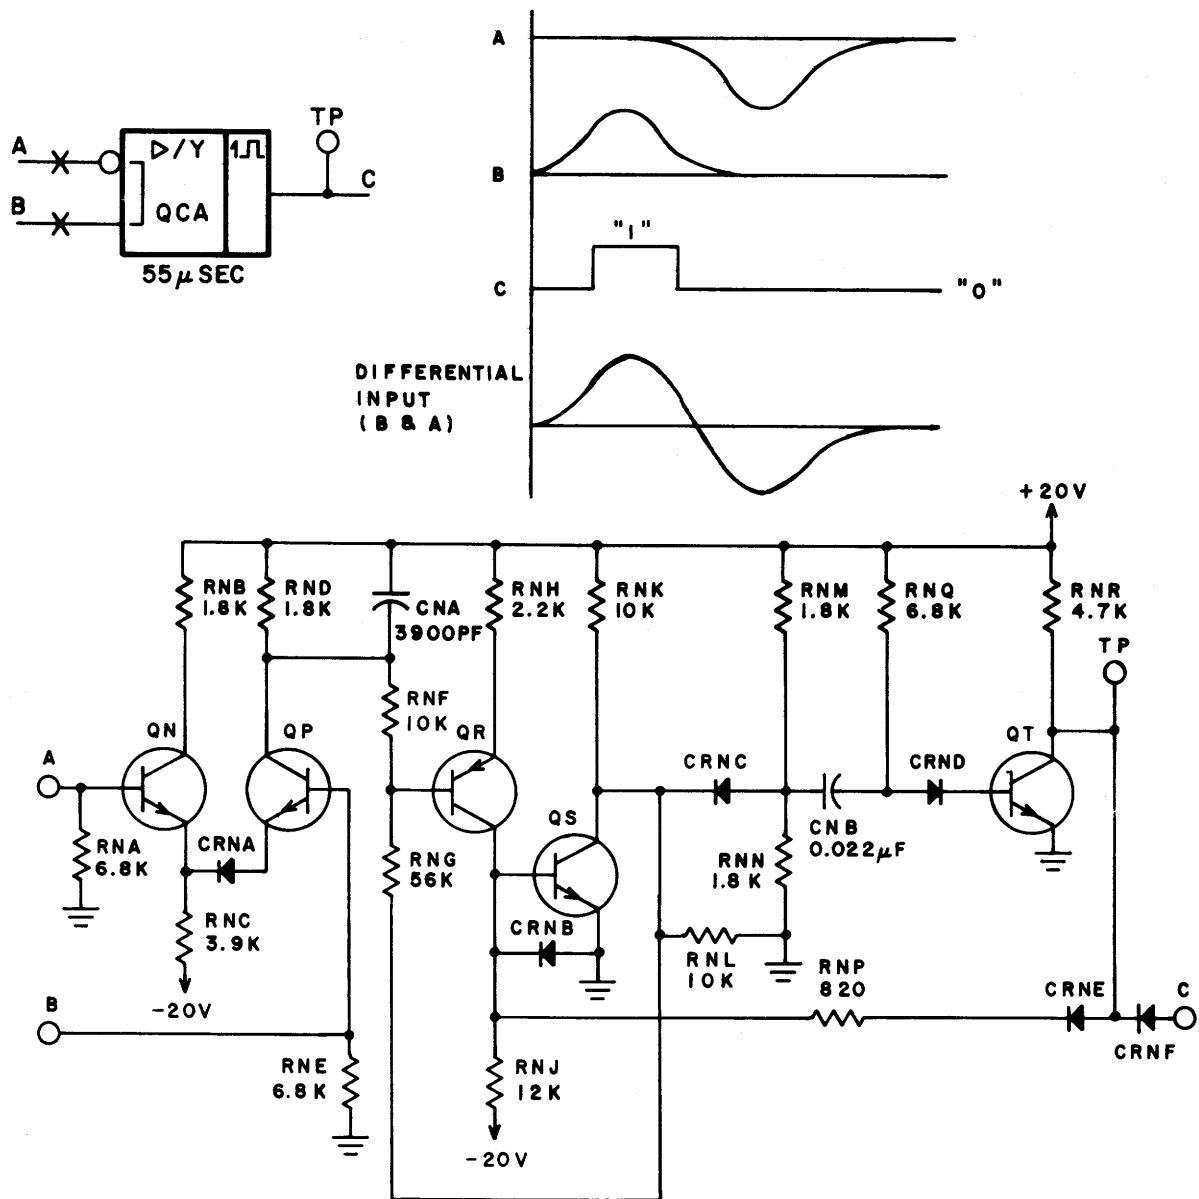 A
B
▷/Y
QCA
1
55μSEC
TP
C
A
B
"1"
C
"0"
DIFFERENTIAL
INPUT
(B & A)
+20V
RNB
1.8K
RND
1.8K
CNA
3900PF
RNH
2.2K
RNK
10K
RNM
1.8K
RNQ
6.8K
RNR
4.7K
TP
RNF
10K
QN
QP
QR
QT
A
CRNC
CRND
QS
CNB
0.022μF
RNA
6.8K
CRNA
RNG
56K
RNN
1.8K
RNC
3.9K
CRNB
RNL
10K
-20V
RNP
820
B
CRNE
C
CRNF
RNE
6.8K
RNJ
12K
-20V